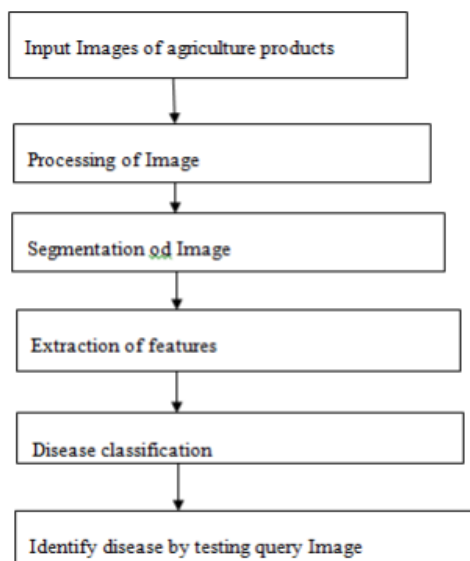 Input Images of agriculture products
Processing of Image
Segmentation od Image
Extraction of features
Disease classification
Identify disease by testing query Image